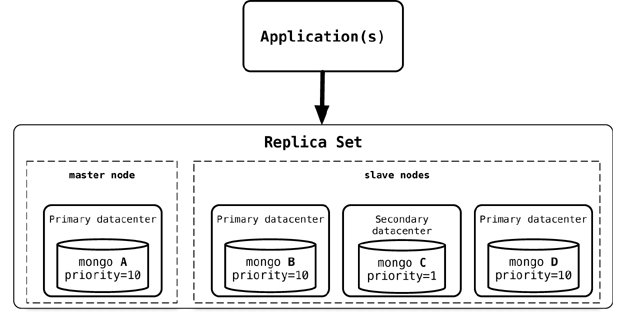 Application(s)
Replica Set
master node
slave nodes
Primary datacenter
mongo A
priority=10
Primary datacenter
mongo B
priority=10
Secondary
datacenter
mongo C
priority=1
Primary datacenter
mongo D
priority=10